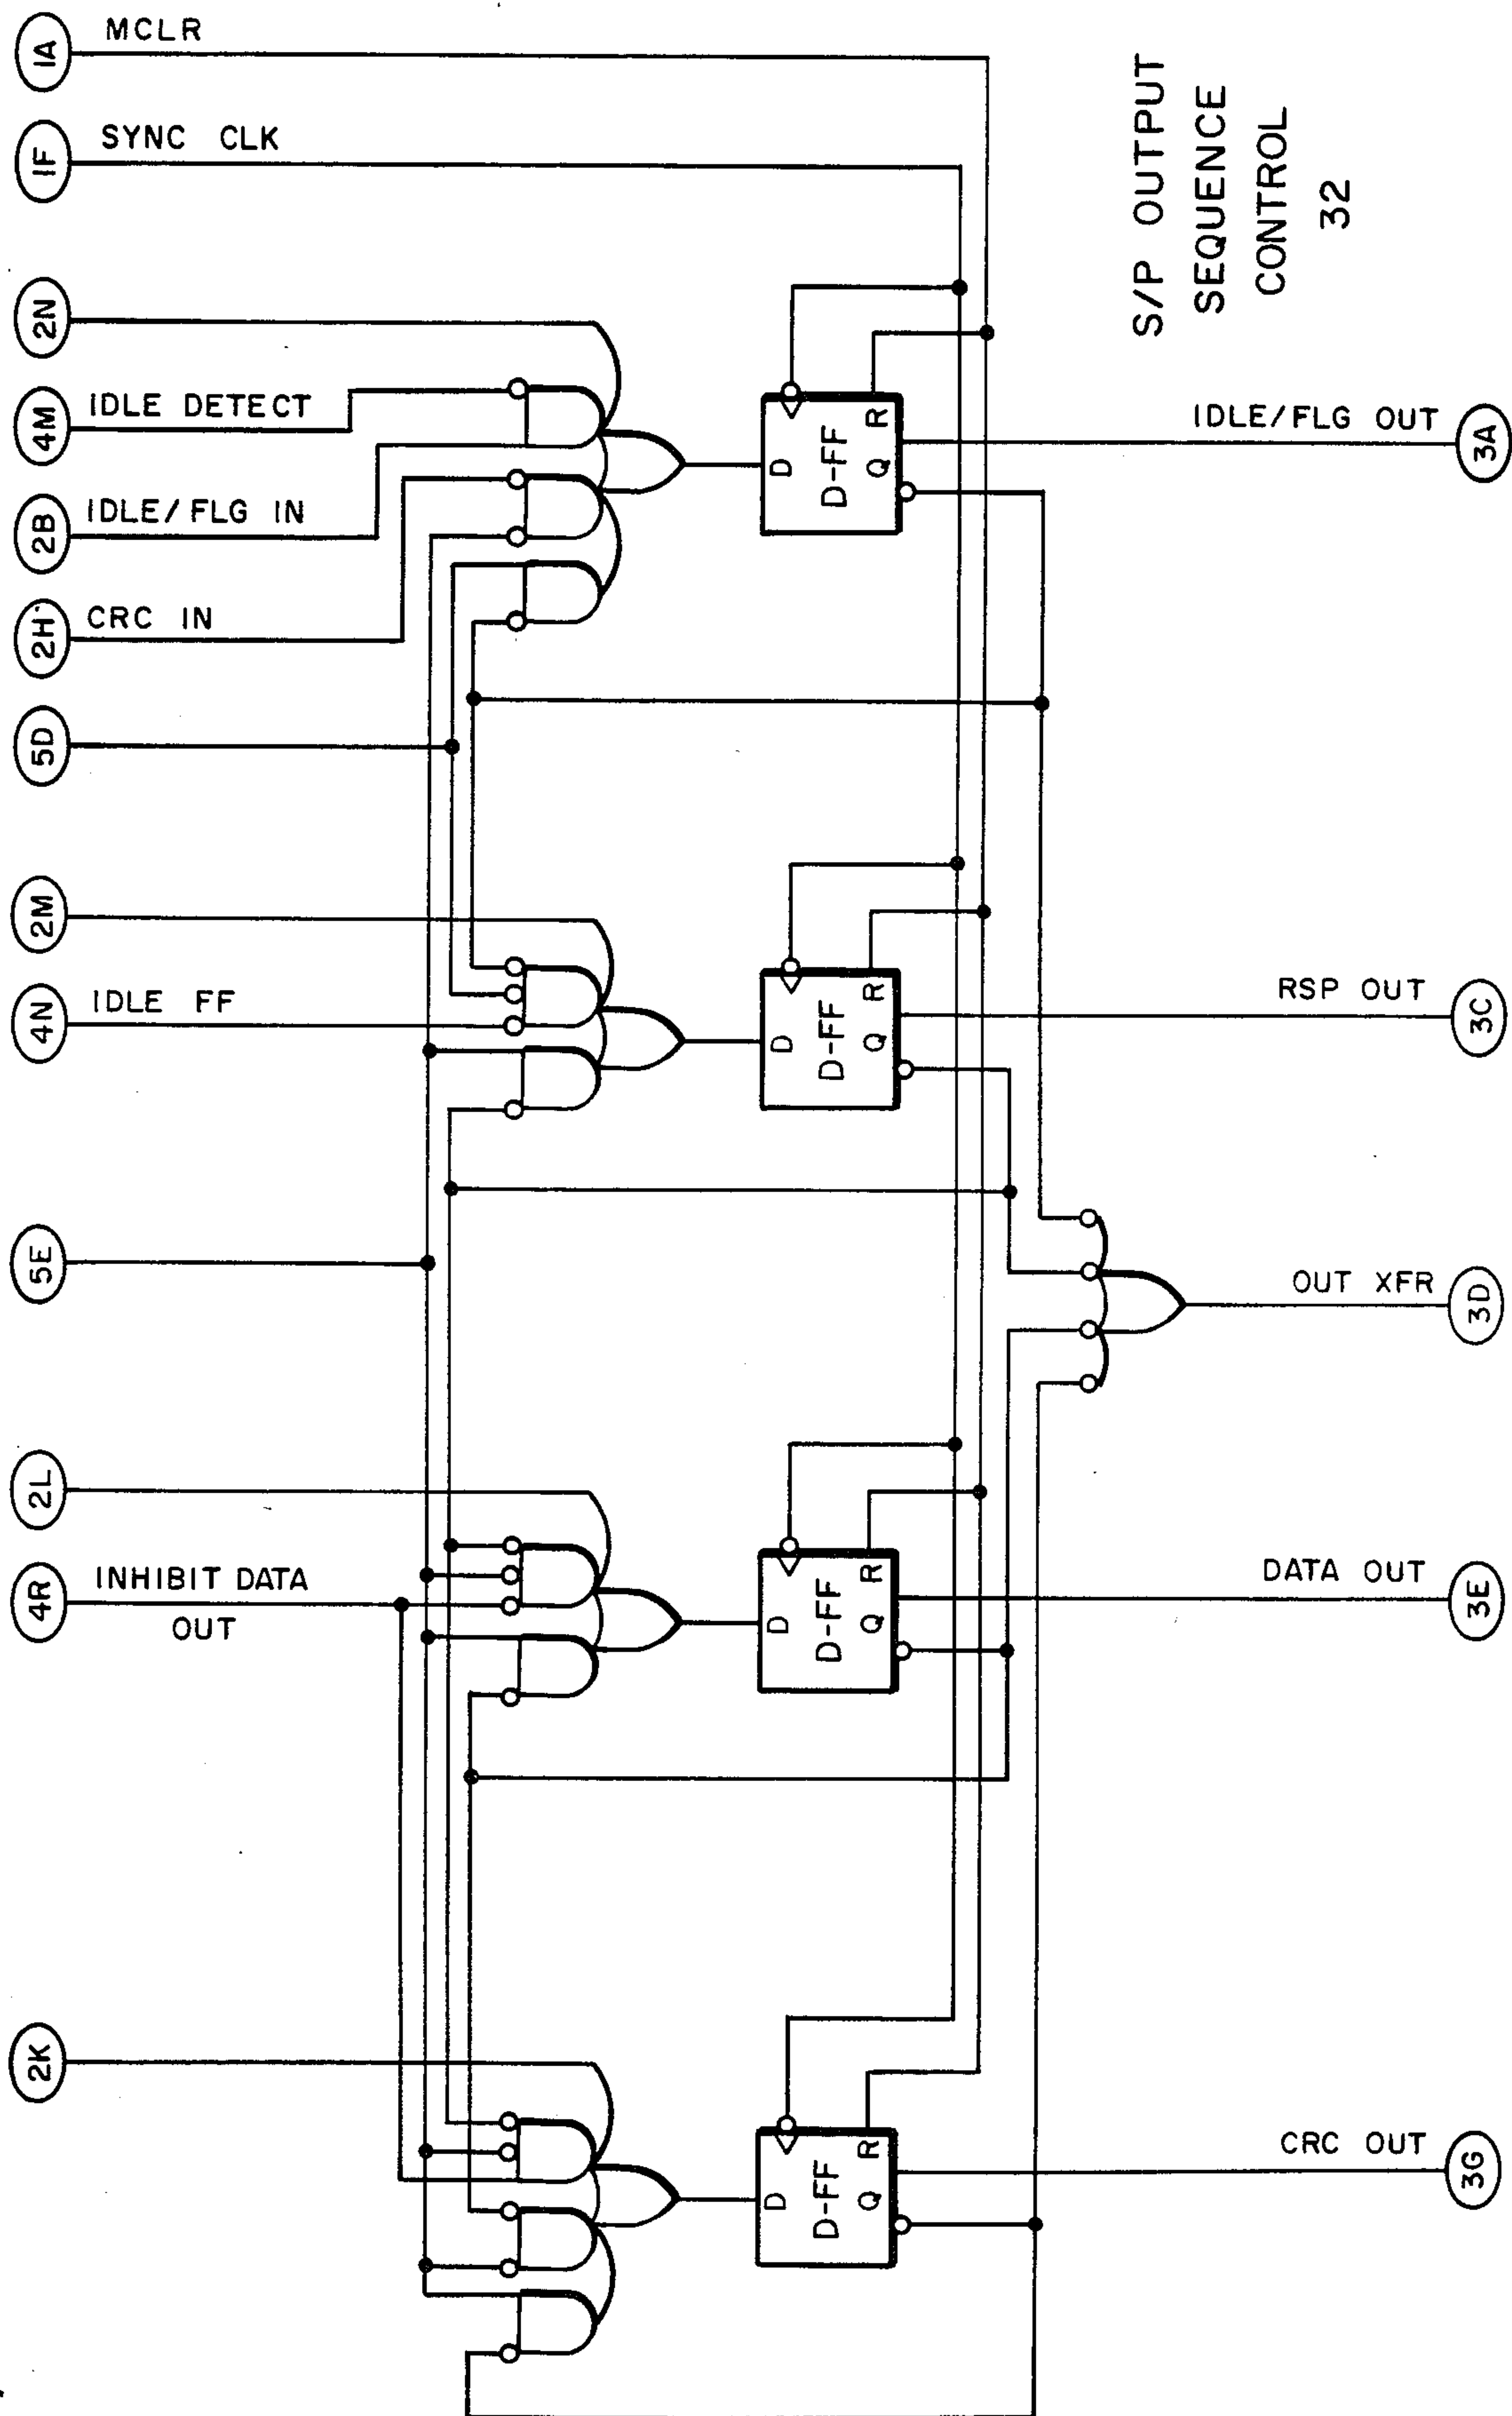 1A MCLR
1F SYNC CLK
2N
4M IDLE DETECT
2B IDLE/FLG IN
2H CRC IN
5D
2M
4N IDLE FF
5E
2L
4R INHIBIT DATA
OUT
2K
D
D-FF
Q
R
D
D-FF
Q
R
D
D-FF
Q
R
D
D-FF
Q
R
IDLE/FLG OUT 3A
RSP OUT 3C
OUT XFR 3D
DATA OUT 3E
CRC OUT 3G
S/P OUTPUT
SEQUENCE
CONTROL
32